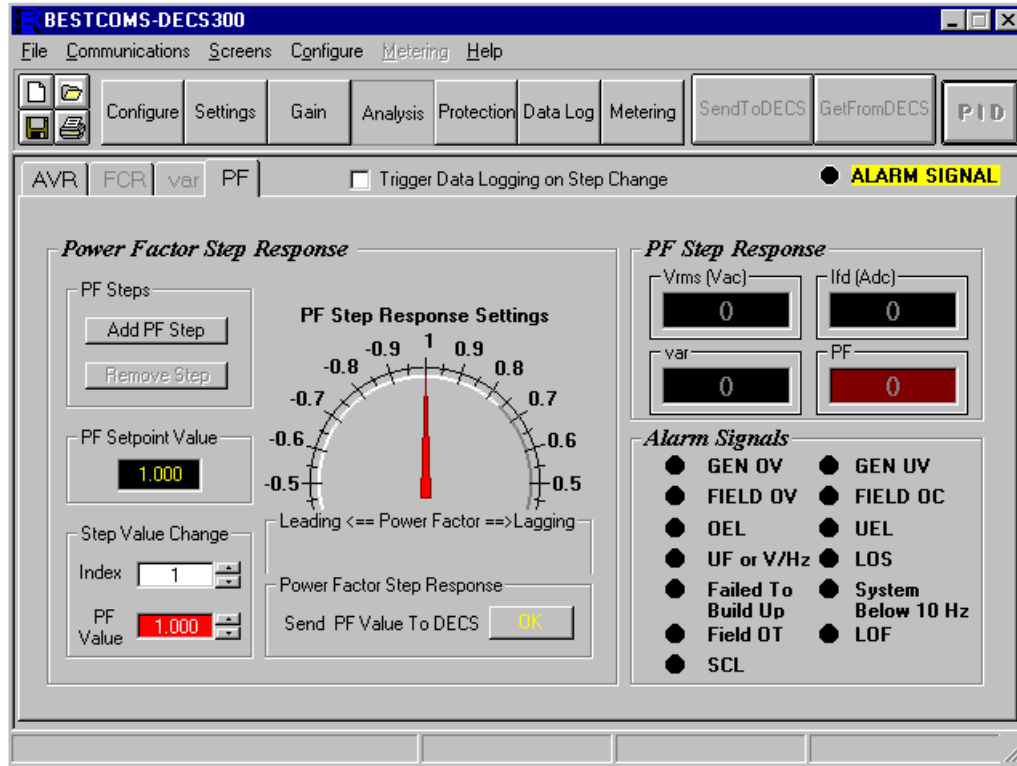 BESTCOMS-DECS300
File Communications Screens Configure Metering Help
Configure Settings Gain Analysis Protection Data Log Metering SendToDECS GetFromDECS PID
AVR FCR var PF Trigger Data Logging on Step Change ALARM SIGNAL
Power Factor Step Response
PF Steps
Add PF Step
Remove Step
PF Setpoint Value
1.000
Step Value Change
Index 1
PF Value 1.000
PF Step Response Settings
-0.5 -0.6 -0.7 -0.8 -0.9 1 0.9 0.8 0.7 0.6 0.5
Leading <== Power Factor ==>Lagging
Power Factor Step Response
Send PF Value To DECS OK
PF Step Response
Vrms (Vac) Ifd (Adc)
0 0
var PF
0 0
Alarm Signals
GEN OV GEN UV
FIELD OV FIELD OC
OEL UEL
UF or V/Hz LOS
Failed To Build Up System Below 10 Hz
Field OT LOF
SCL